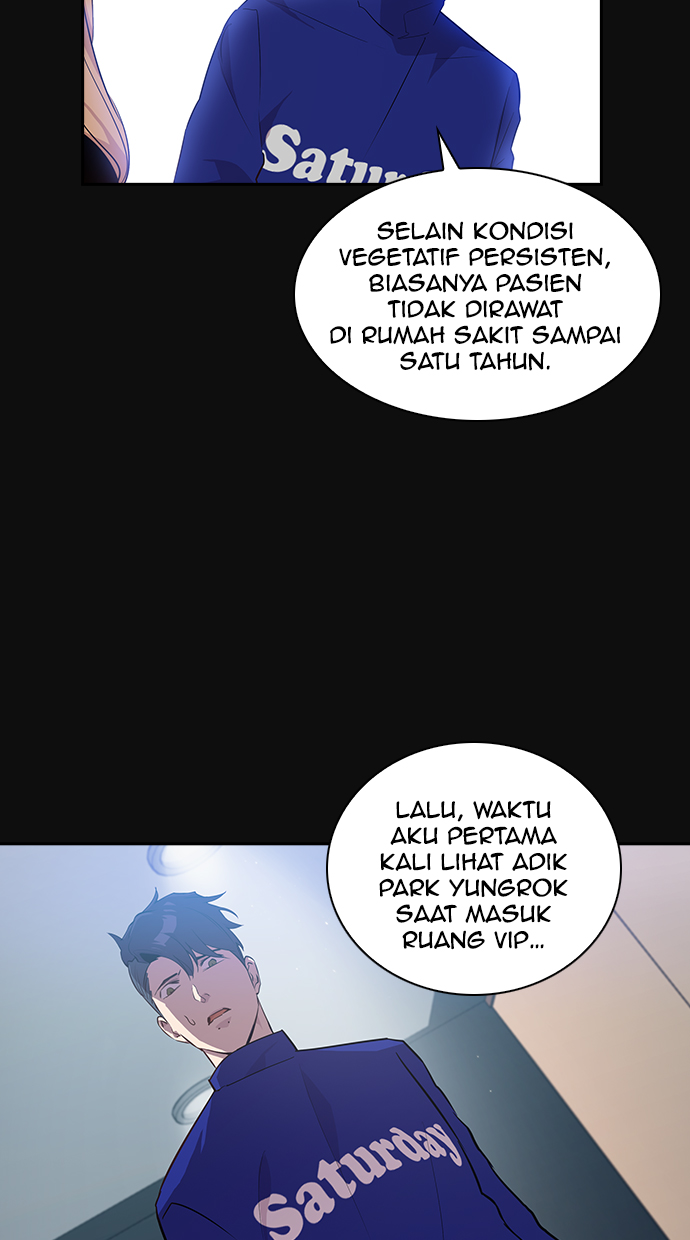 Satur
SELAIN KONDISI
VEGETATIF PERSISTEN,
BIASANYA PASIEN
TIDAK DIRAWAT
DI RUMAH SAKIT SAMPAI
SATU TAHUN.
LALU, WAKTU
AKU PERTAMA
KALI LIHAT ADIK
PARK YUNGROK
SAAT MASUK
RUANG VIP...
Saturday